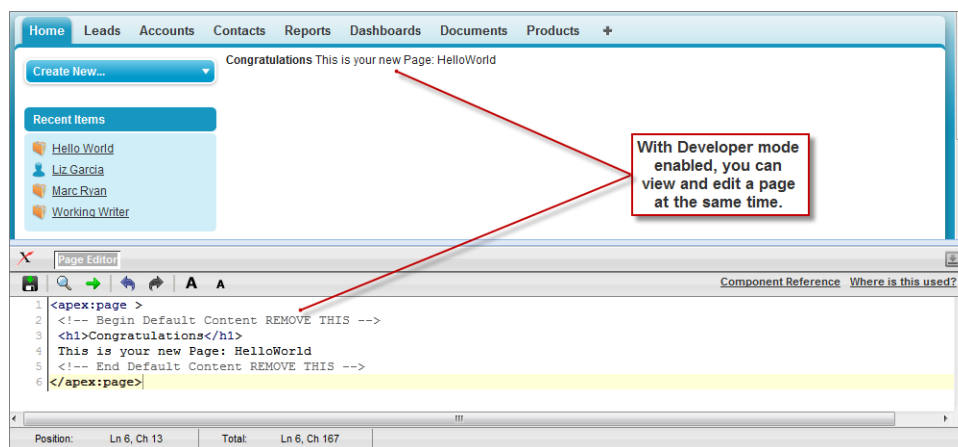 Home Leads Accounts Contacts Reports Dashboards Documents Products +
Create New...
Congratulations This is your new Page: HelloWorld
Recent Items
Hello World
Liz Garcia
Marc Ryan
Working Writer
With Developer mode
enabled, you can
view and edit a page
at the same time.
Page Editor
A A
Component Reference Where is this used?
1 <apex:page >
2 <!-- Begin Default Content REMOVE THIS -->
3 <h1>Congratulations</h1>
4 This is your new Page: HelloWorld
5 <!-- End Default Content REMOVE THIS -->
6 </apex:page>
Position: Ln 6, Ch 13 Total: Ln 6, Ch 167